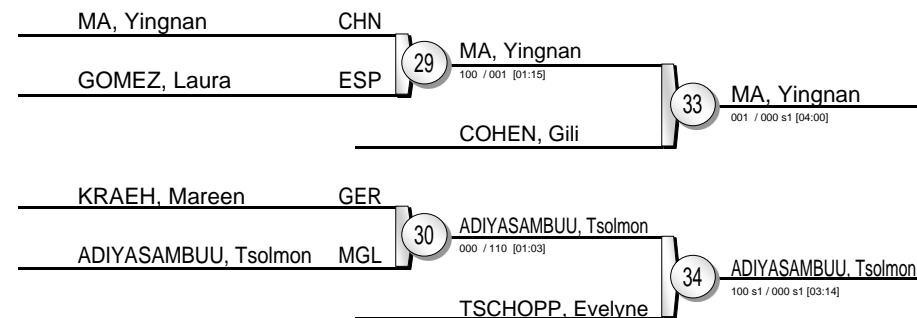 MA, Yingnan CHN
GOMEZ, Laura ESP
29
MA, Yingnan
100 / 001 [01:15]
COHEN, Gili
33
MA, Yingnan
001 / 000 s1 [04:00]
KRAEH, Mareen GER
ADIYASAMBUU, Tsolmon MGL
30
ADIYASAMBUU, Tsolmon
000 / 110 [01:03]
TSCHOPP, Evelyne
34
ADIYASAMBUU, Tsolmon
100 s1 / 000 s1 [03:14]